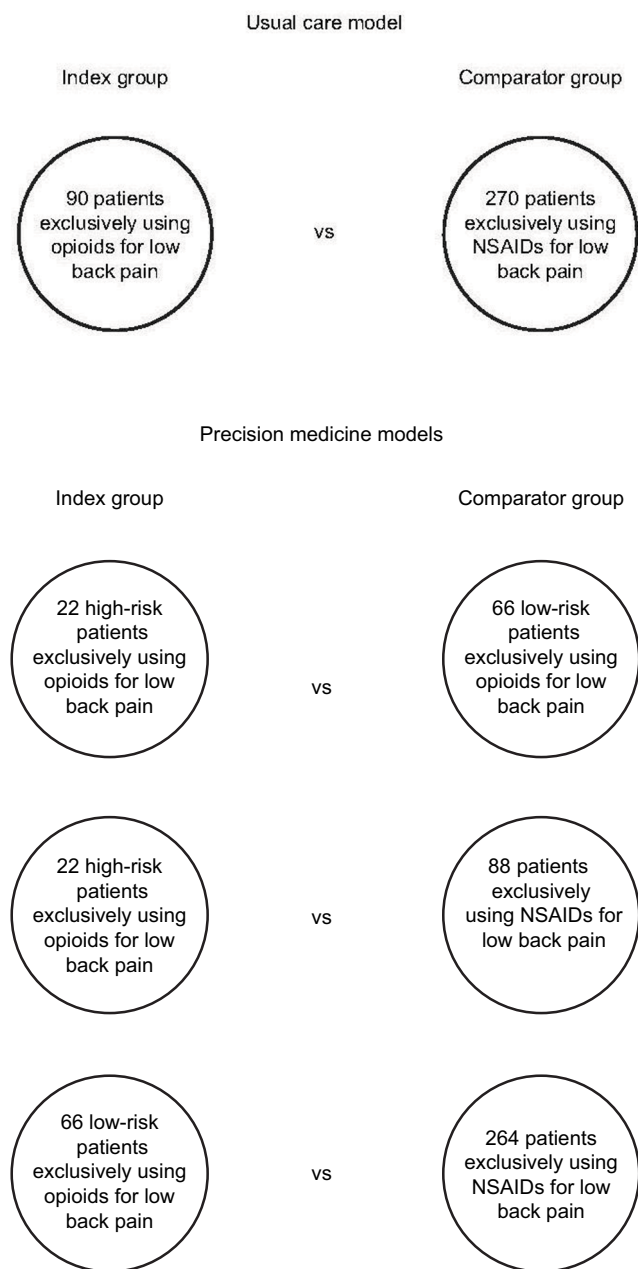 Usual care model
Index group
Comparator group
90 patients
exclusively using
opioids for low
back pain
vs
270 patients
exclusively using
NSAIDs for low
back pain
Precision medicine models
Index group
Comparator group
22 high-risk
patients
exclusively using
opioids for low
back pain
vs
66 low-risk
patients
exclusively using
opioids for low
back pain
22 high-risk
patients
exclusively using
opioids for low
back pain
vs
88 patients
exclusively
using NSAIDs for
low back pain
66 low-risk
patients
exclusively using
opioids for low
back pain
vs
264 patients
exclusively using
NSAIDs for low
back pain